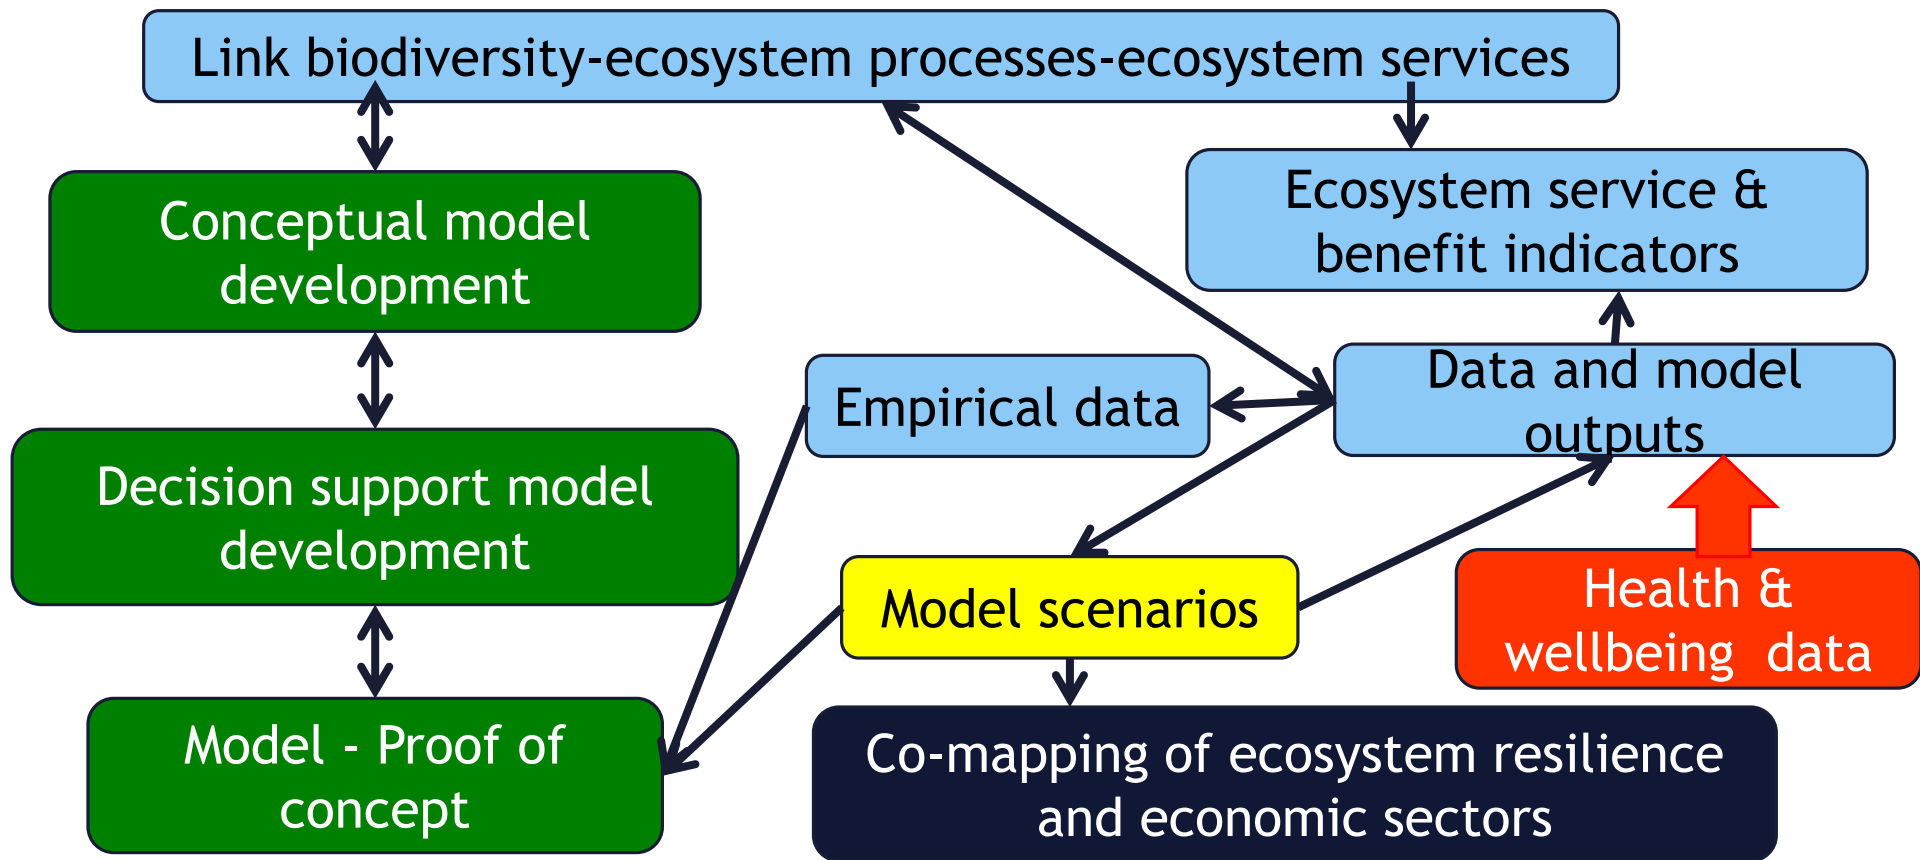 Link biodiversity-ecosystem processes-ecosystem services
Conceptual model
development
Ecosystem service &
benefit indicators
Empirical data
Data and model
outputs
Decision support model
development
Model scenarios
Health &
wellbeing  data
Model - Proof of
concept
Co-mapping of ecosystem resilience
and economic sectors